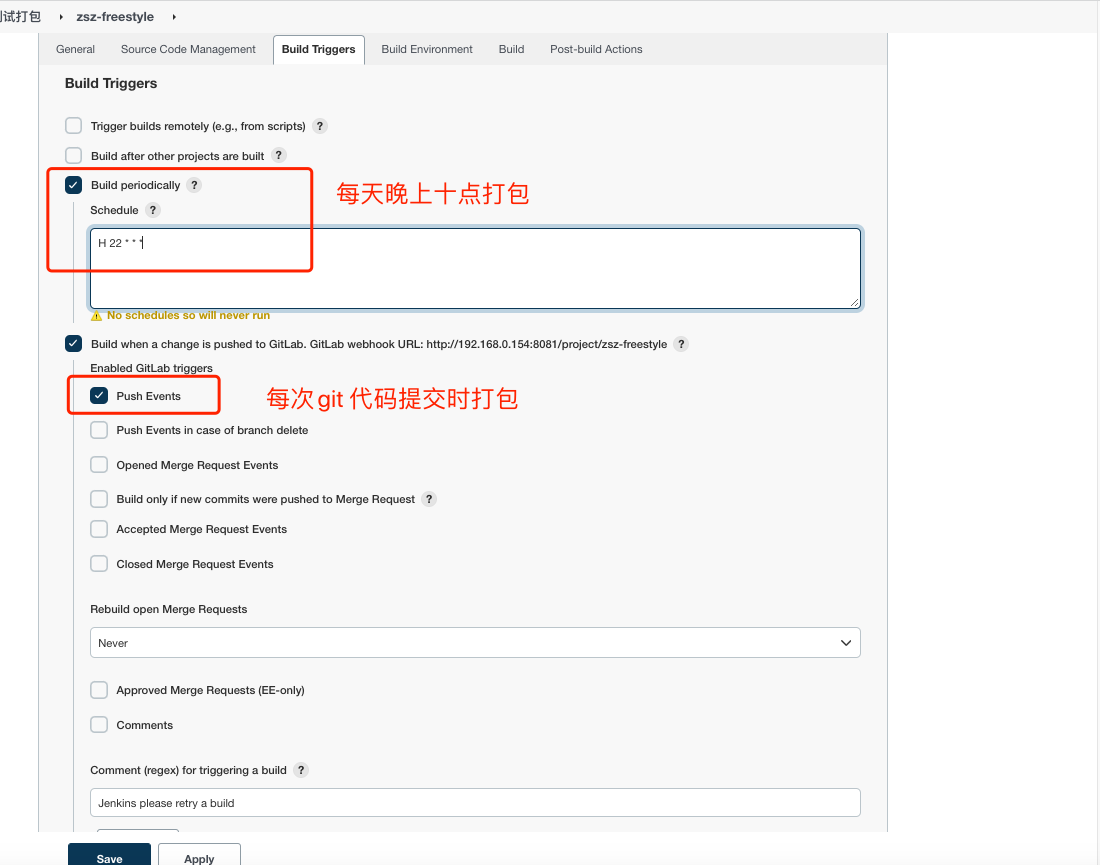 试打包 zsz-freestyle
General Source Code Management Build Triggers Build Environment Build Post-build Actions
Build Triggers
Trigger builds remotely (e.g., from scripts) ?
Build after other projects are built ?
Build periodically ?
每天晚上十点打包
Schedule ?
H 22 * * *
No schedules so will never run
Build when a change is pushed to GitLab. GitLab webhook URL: http://192.168.0.154:8081/project/zsz-freestyle ?
Enabled GitLab triggers
Push Events
每次git 代码提交时打包
Push Events in case of branch delete
Opened Merge Request Events
Build only if new commits were pushed to Merge Request ?
Accepted Merge Request Events
Closed Merge Request Events
Rebuild open Merge Requests
Never
Approved Merge Requests (EE-only)
Comments
Comment (regex) for triggering a build ?
Jenkins please retry a build
Save Apply